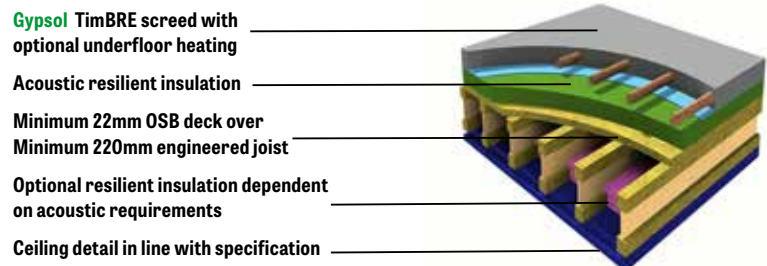 Gypsol TimBRE screed with
optional underfloor heating
Acoustic resilient insulation
Minimum 22mm OSB deck over
Minimum 220mm engineered joist
Optional resilient insulation dependent
on acoustic requirements
Ceiling detail in line with specification